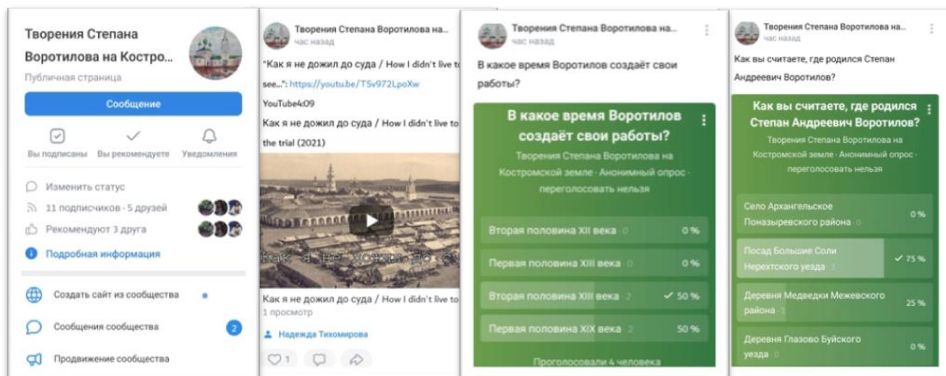 Творения Степана
Воротилова на Костро...
Публичная страница
Сообщение
Вы подписаны Вы рекомендуете Уведомления
Изменить статус
11 подписчиков · 5 друзей
Рекомендуют 3 друга
Подробная информация
Создать сайт из сообщества
Сообщения сообщества 2
Продвижение сообщества
Творения Степана Воротилова на...
час назад
"Как я не дожил до суда / How I didn't live to
see...": https://youtu.be/TSv972LpoXw
YouTube4:09
Как я не дожил до суда / How I didn't live to
the trial (2021)
Как я не дожил до су
Как я не дожил до суда / How I didn't live to
1 просмотр
Надежда Тихомирова
1
Творения Степана Воротилова на...
час назад
В какое время Воротилов создаёт свои
работы?
В какое время Воротилов
создаёт свои работы?
Творения Степана Воротилова на
Костромской земле · Анонимный опрос ·
переголосовать нельзя
Вторая половина XII века · 0 0 %
Первая половина XIII века · 0 0 %
Вторая половина XIII века · 2 50 %
Первая половина XIX века · 2 50 %
Проголосовали 4 человека
Творения Степана Воротилова на...
час назад
Как вы считаете, где родился Степан
Андреевич Воротилов?
Как вы считаете, где родился
Степан Андреевич Воротилов?
Творения Степана Воротилова на
Костромской земле · Анонимный опрос ·
переголосовать нельзя
Село Архангельское
Поназыревского района · 0 0 %
Посад Большие Соли
Нерехтского уезда · 75 %
Деревня Медведки Межевского
района · 1 25 %
Деревня Глазово Буйского
уезда · 0 0 %